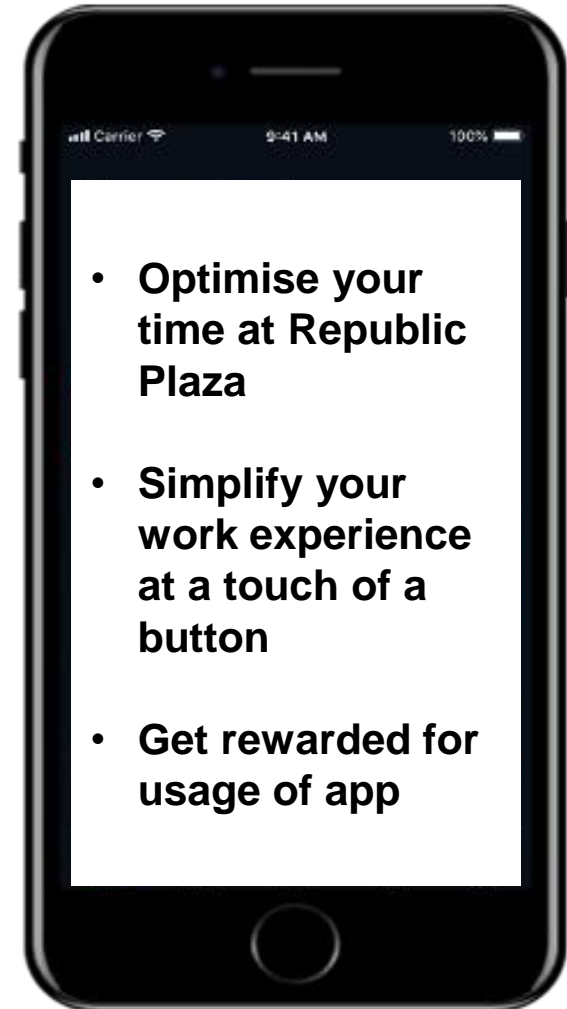 Carrier 9:41 AM 100%
• Optimise your
time at Republic
Plaza
• Simplify your
work experience
at a touch of a
button
• Get rewarded for
usage of app